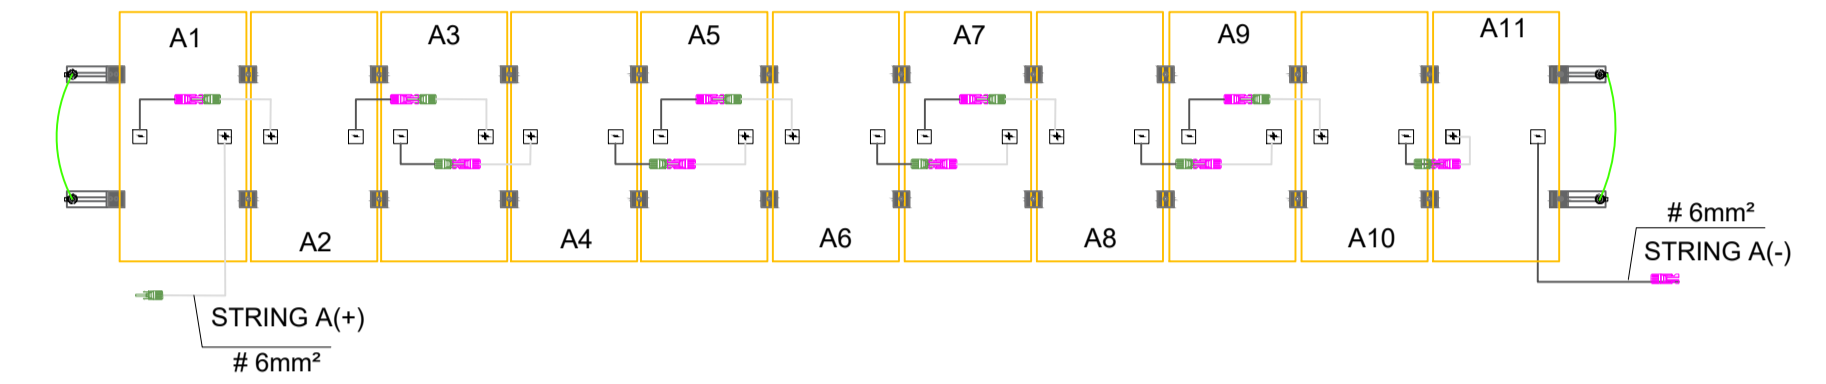 A1
A3
A5
A7
A9
A11
- + + - - + + - - + + - - + + - - + + - + -
A2
A4
A6
A8
A10
# 6mm²
STRING A(-)
STRING A(+)
# 6mm²